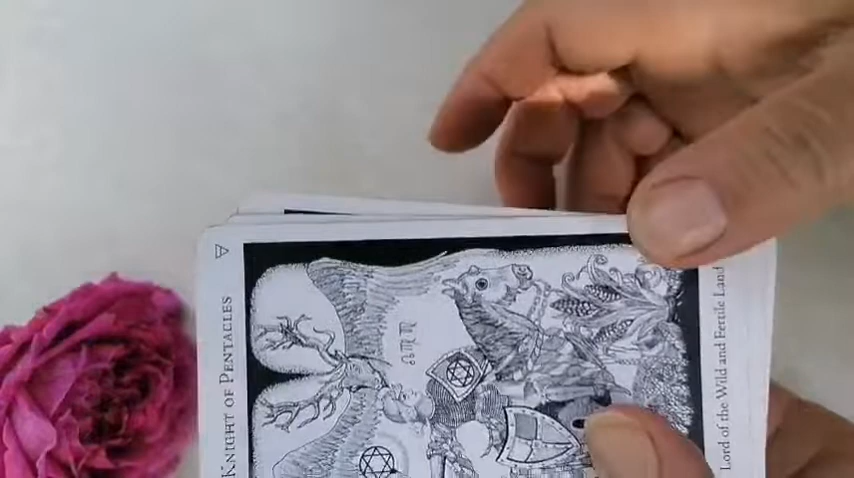 KNIGHT OF PENTACLES
Lord of the Wild and Fertile Land